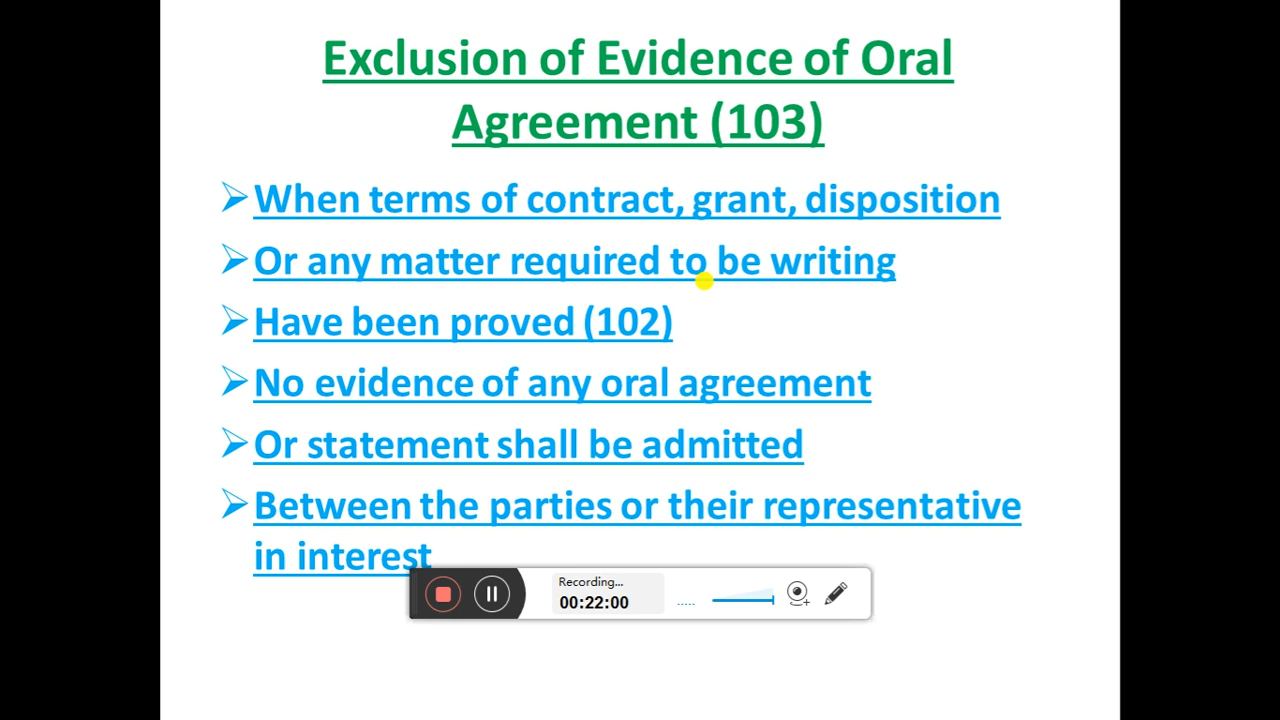 Exclusion of Evidence of Oral
Agreement (103)
When terms of contract, grant, disposition
Or any matter required to be writing
Have been proved (102)
No evidence of any oral agreement
Or statement shall be admitted
Between the parties or their representative
in interest
Recording...
00:22:00